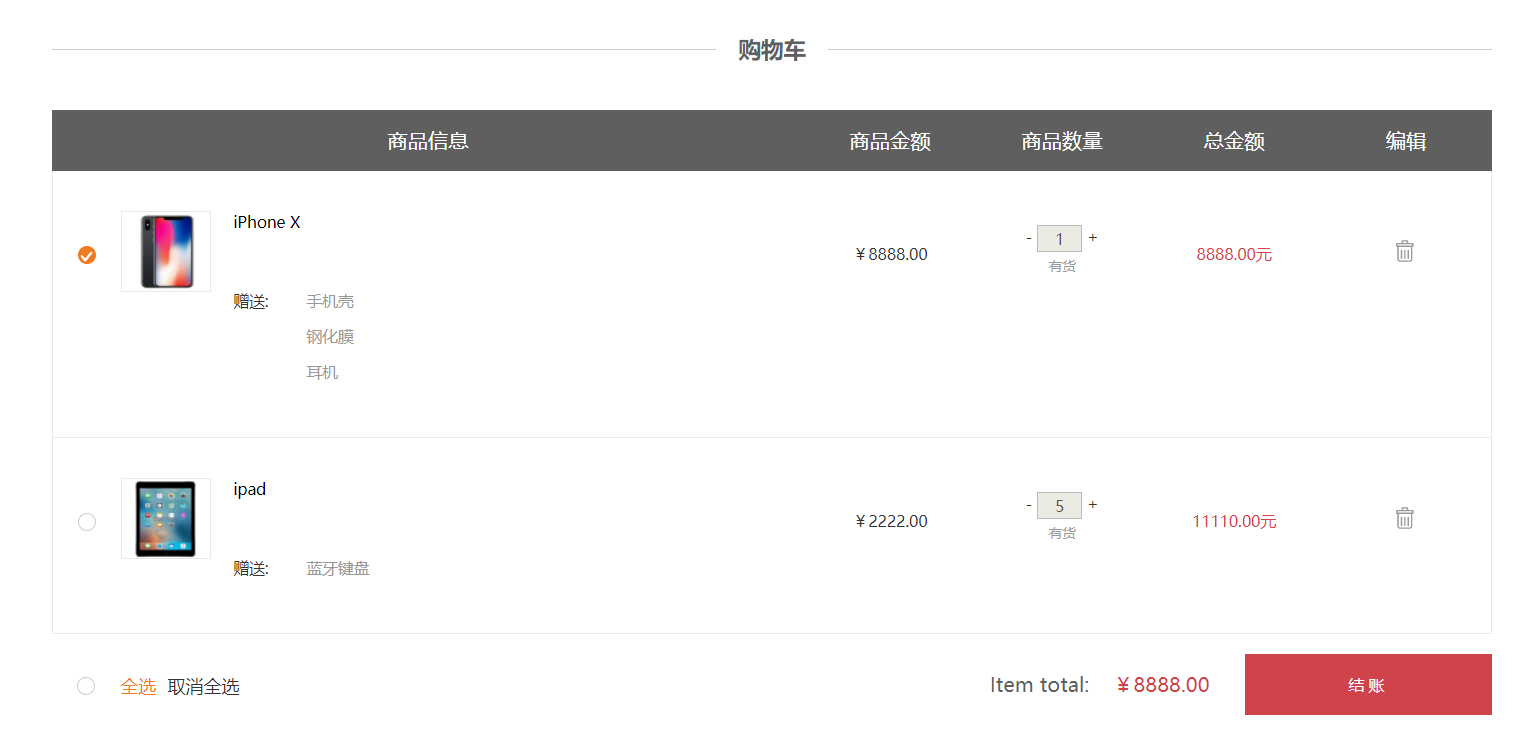 购物车
商品信息 商品金额 商品数量 总金额 编辑
iPhone X
￥8888.00 - 1 + 8888.00元
有货
赠送: 手机壳
钢化膜
耳机
ipad
￥2222.00 - 5 + 11110.00元
有货
赠送: 蓝牙键盘
全选 取消全选 Item total: ￥8888.00 结账